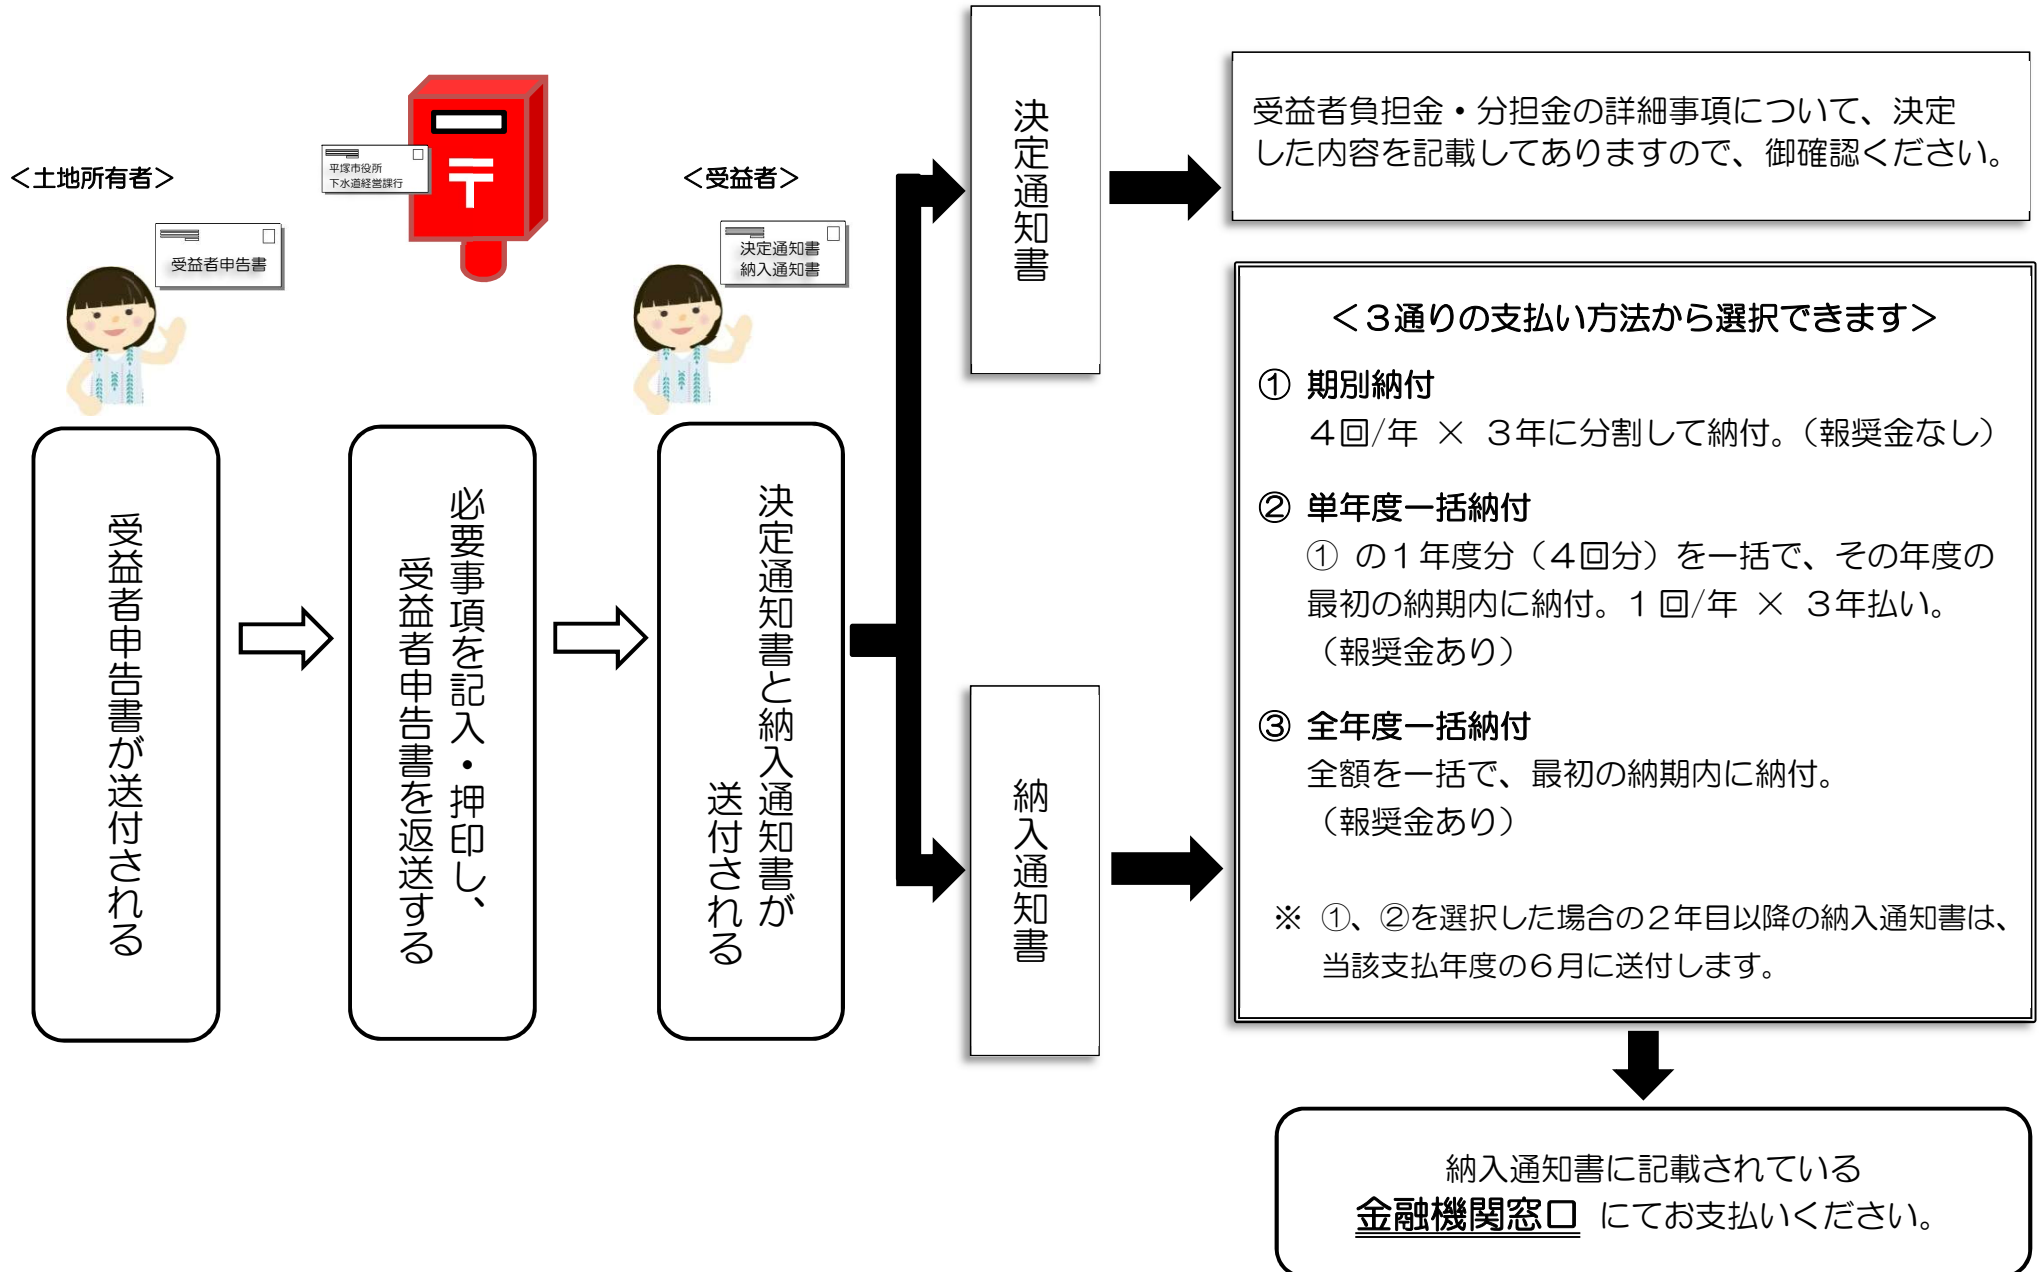 ＜土地所有者＞
受益者申告書
平塚市役所
下水道経営課行
〒
＜受益者＞
決定通知書
納入通知書
受益者申告書が送付される
必要事項を記入・押印し、
受益者申告書を返送する
決定通知書と納入通知書が
送付される
決定通知書
受益者負担金・分担金の詳細事項について、決定
した内容を記載してありますので、御確認ください。
納入通知書
＜３通りの支払い方法から選択できます＞
① 期別納付
４回/年 × ３年に分割して納付。（報奨金なし）
② 単年度一括納付
① の１年度分（４回分）を一括で、その年度の
最初の納期内に納付。１回/年 × ３年払い。
（報奨金あり）
③ 全年度一括納付
全額を一括で、最初の納期内に納付。
（報奨金あり）
※ ①、②を選択した場合の２年目以降の納入通知書は、
当該支払年度の６月に送付します。
納入通知書に記載されている
金融機関窓口 にてお支払いください。